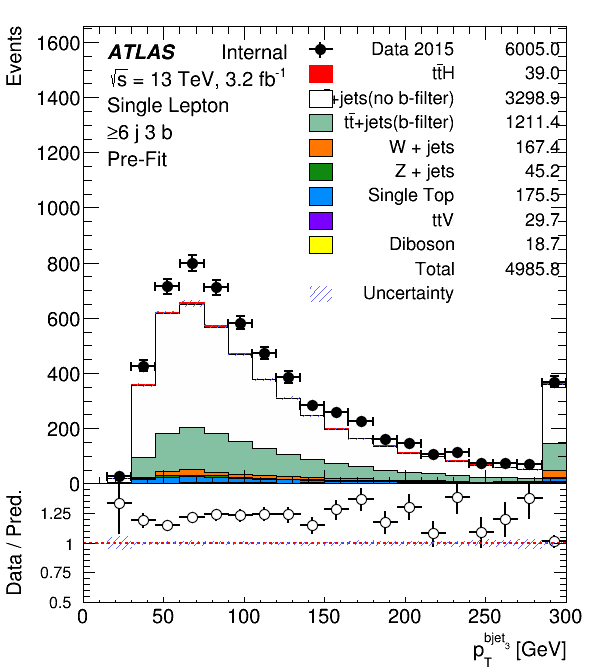 Events
1600
1400
1200
1000
800
600
400
200
0
ATLAS Internal
√s = 13 TeV, 3.2 fb⁻¹
Single Lepton
≥6 j 3 b
Pre-Fit
Data 2015 6005.0
tt̄H 39.0
+jets(no b-filter) 3298.9
tt̄+jets(b-filter) 1211.4
W + jets 167.4
Z + jets 45.2
Single Top 175.5
ttV 29.7
Diboson 18.7
Total 4985.8
Uncertainty
Data / Pred.
1.25
1
0.75
0.5
0 50 100 150 200 250 300
p_T^bjet_3 [GeV]